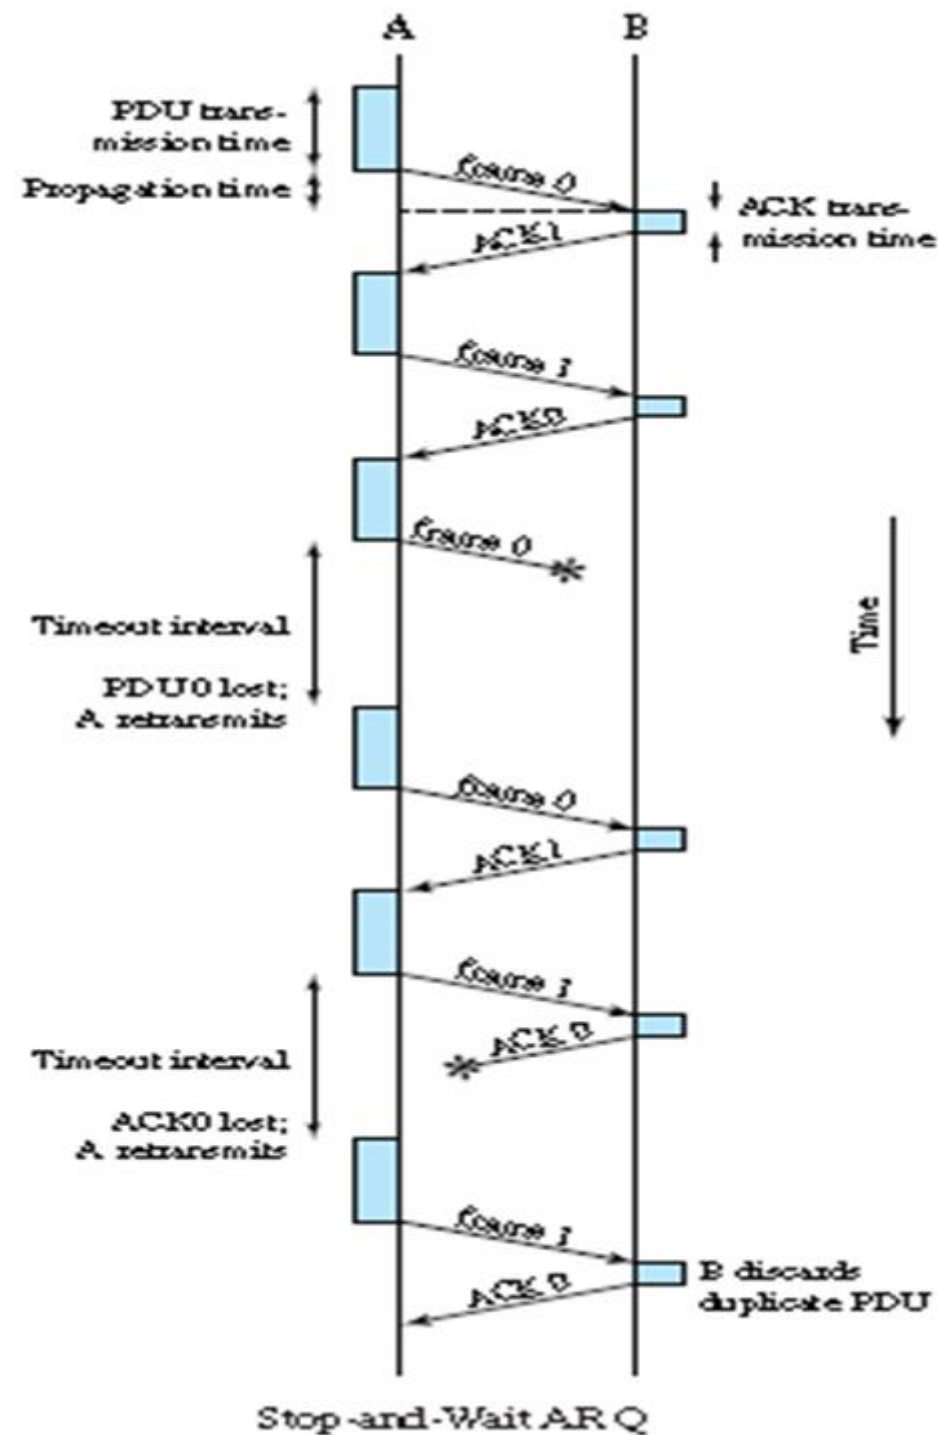 A
B
PDU trans-
mission time
Propagation time
frame 0
ACK trans-
mission time
ACK1
frame 1
ACK0
frame 0
Timeout interval
Time
PDU0 lost;
A retransmits
frame 0
ACK1
frame 1
ACK 0
Timeout interval
ACK0 lost;
A retransmits
frame 1
ACK 0
B discards
duplicate PDU
Stop-and-Wait ARQ